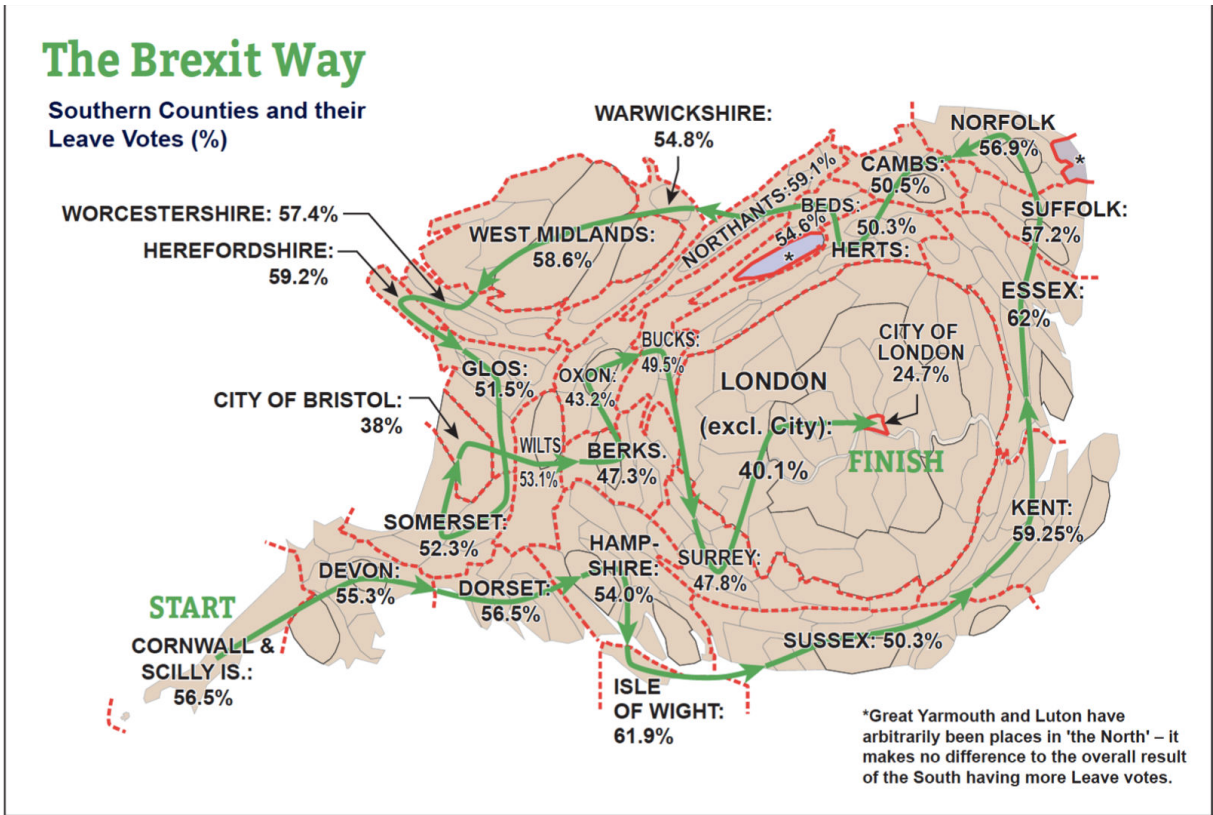 The Brexit Way
Southern Counties and their
Leave Votes (%)
WARWICKSHIRE:
54.8%
NORFOLK
56.9%
*
CAMBS:
50.5%
NORTHANTS:59.1%
WORCESTERSHIRE: 57.4%
BEDS:
54.6%
*
SUFFOLK:
57.2%
WEST MIDLANDS:
58.6%
50.3%
HERTS:
HEREFORDSHIRE:
59.2%
ESSEX:
62%
BUCKS:
49.5%
CITY OF
LONDON
24.7%
GLOS:
51.5%
OXON:
43.2%
LONDON
(excl. City):
40.1%
CITY OF BRISTOL:
38%
FINISH
WILTS
53.1%
BERKS.
47.3%
KENT:
59.25%
SOMERSET:
52.3%
HAMP-
SHIRE:
54.0%
SURREY:
47.8%
DEVON:
55.3%
DORSET:
56.5%
START
CORNWALL &
SCILLY IS.:
56.5%
SUSSEX: 50.3%
ISLE
OF WIGHT:
61.9%
*Great Yarmouth and Luton have
arbitrarily been places in 'the North' – it
makes no difference to the overall result
of the South having more Leave votes.